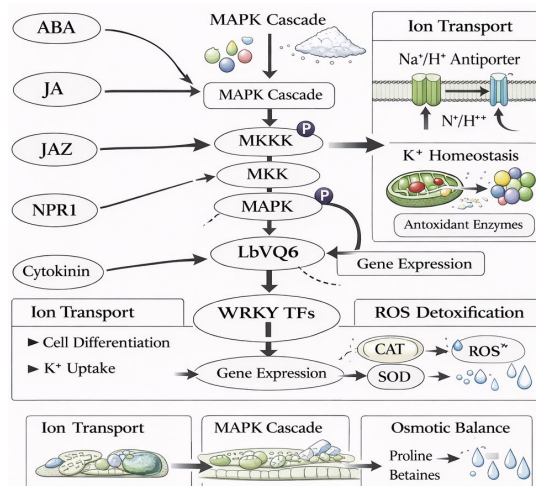 ABA
JA
JAZ
NPR1
Cytokinin
MAPK Cascade
MAPK Cascade
P
MKKK
MKK
MAPK
P
LbVQ6
Gene Expression
WRKY TFs
Gene Expression
Ion Transport
Na⁺/H⁺ Antiporter
N⁺/H⁺⁺
K⁺ Homeostasis
Antoxidant Enzymes
Ion Transport
► Cell Differentiation
► K⁺ Uptake
ROS Detoxification
CAT
ROS
SOD
Ion Transport
MAPK Cascade
Osmotic Balance
Proline
Betaines